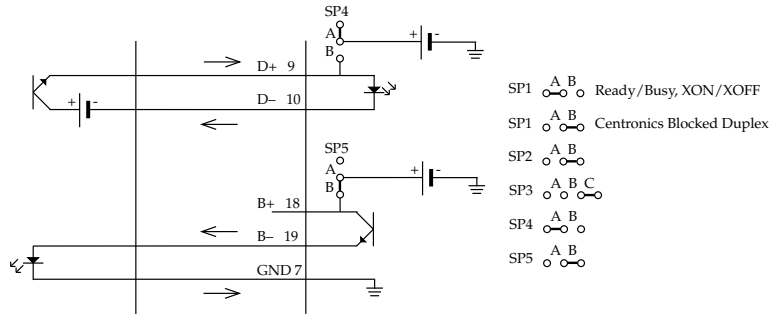 SP4
A
B
+ -
D+ 9
+ -
D– 10
SP5
A
B
+ -
B+ 18
B– 19
GND 7
SP1 A B Ready/Busy, XON/XOFF
SP1 A B Centronics Blocked Duplex
SP2 A B
SP3 A B C
SP4 A B
SP5 A B